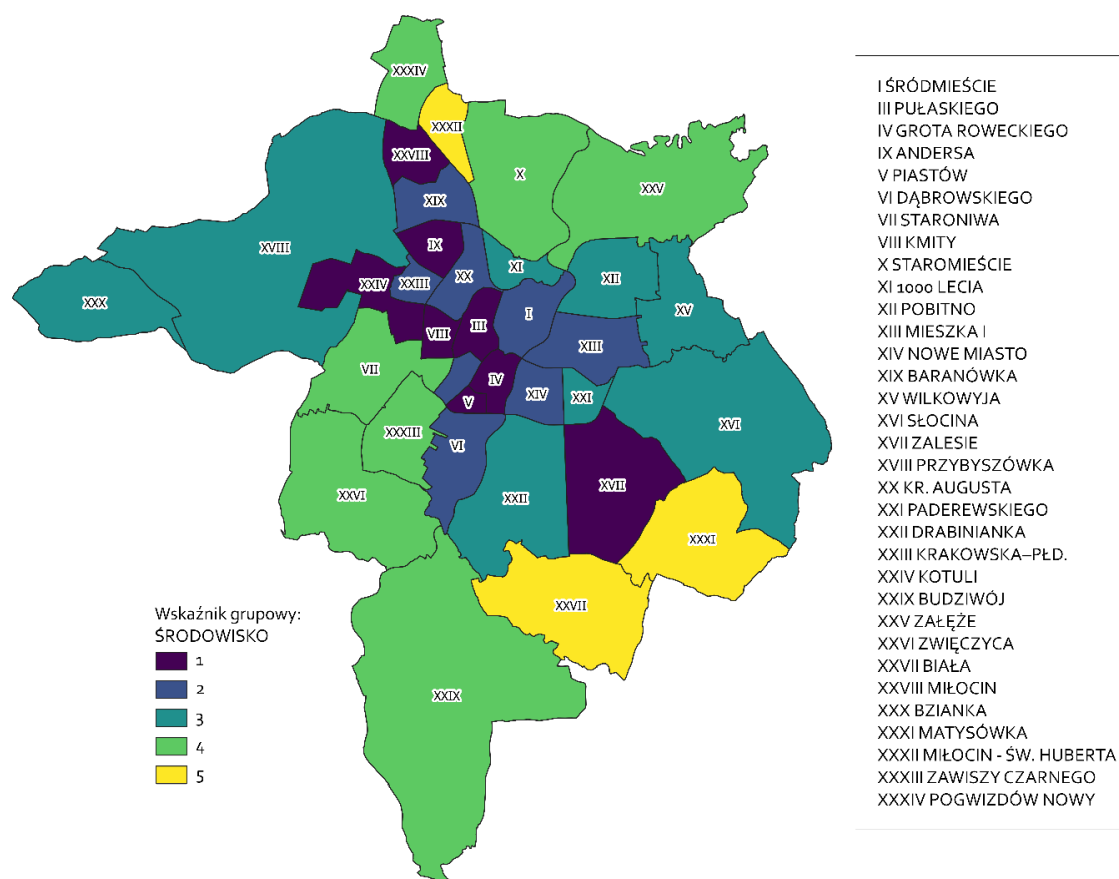 XXXIV
XXXII
XXVIII
X
XXV
XIX
IX
XVIII
XX
XI
XII
XXIV
XXIII
XXX
XV
I
III
VIII
XIII
VII
IV
XIV
XXI
V
XVI
XXXIII
VI
XXVI
XXII
XVII
XXXI
XXVII
XXIX
Wskaźnik grupowy:
ŚRODOWISKO
1
2
3
4
5
I ŚRÓDMIEŚCIE
III PUŁASKIEGO
IV GROTA ROWECKIEGO
IX ANDERSA
V PIASTÓW
VI DĄBROWSKIEGO
VII STARONIWA
VIII KMITY
X STAROMIEŚCIE
XI 1000 LECIA
XII POBITNO
XIII MIESZKA I
XIV NOWE MIASTO
XIX BARANÓWKA
XV WILKOWYJA
XVI SŁOCINA
XVII ZALESIE
XVIII PRZYBYSZÓWKA
XX KR. AUGUSTA
XXI PADEREWSKIEGO
XXII DRABINIANKA
XXIII KRAKOWSKA–PŁD.
XXIV KOTULI
XXIX BUDZIWÓJ
XXV ZAŁĘŻE
XXVI ZWIĘCZYCA
XXVII BIAŁA
XXVIII MIŁOCIN
XXX BZIANKA
XXXI MATYSÓWKA
XXXII MIŁOCIN - ŚW. HUBERTA
XXXIII ZAWISZY CZARNEGO
XXXIV POGWIZDÓW NOWY